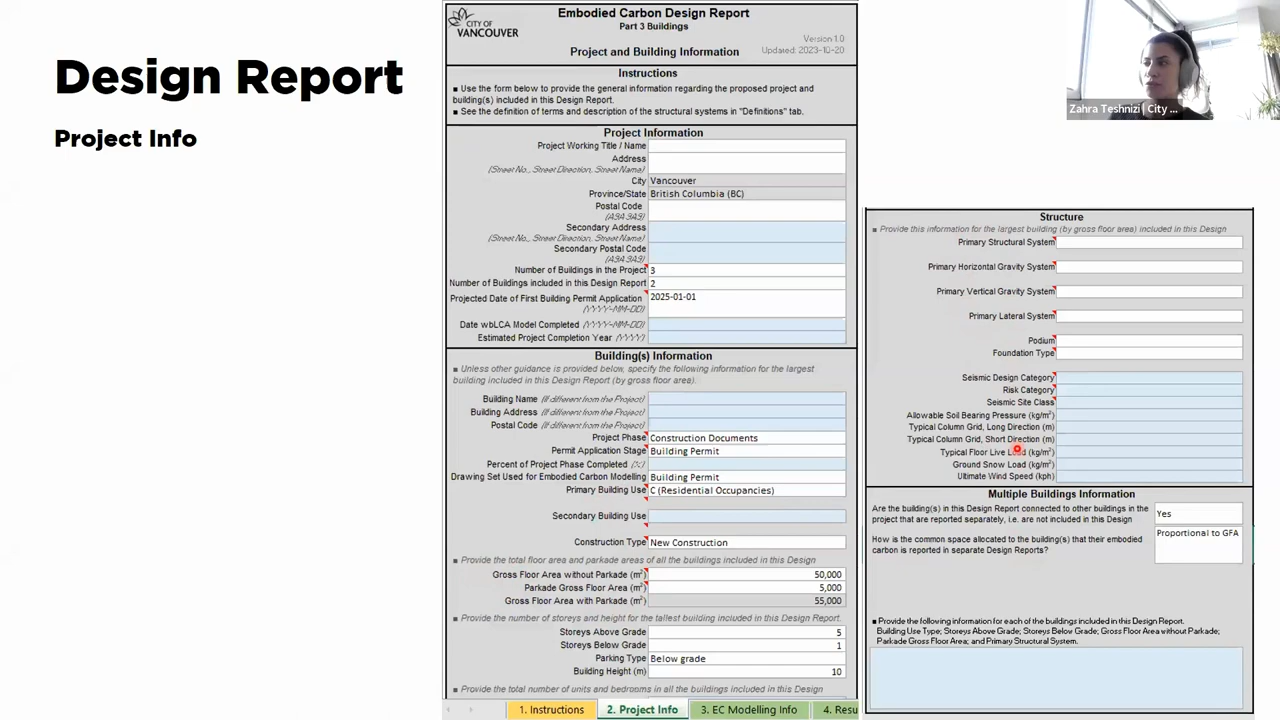 Design Report
Project Info
CITY OF
VANCOUVER
Embodied Carbon Design Report
Part 3 Buildings
Version 1.0
Project and Building Information
Updated: 2023-10-20
Instructions
■ Use the form below to provide the general information regarding the proposed project and
building(s) included in this Design Report.
■ See the definition of terms and description of the structural systems in "Definitions" tab.
Project Information
Project Working Title / Name
Address
(Street No., Street Direction, Street Name)
City Vancouver
Province/State British Columbia (BC)
Postal Code
(A9A 9A9)
Secondary Address
(Street No., Street Direction, Street Name)
Secondary Postal Code
(A9A 9A9)
Number of Buildings in the Project 3
Number of Buildings included in this Design Report 2
Projected Date of First Building Permit Application 2025-01-01
(YYYY-MM-DD)
Date wbLCA Model Completed (YYYY-MM-DD)
Estimated Project Completion Year (YYYY)
Building(s) Information
■ Unless other guidance is provided below, specify the following information for the largest
building included in this Design Report (by gross floor area).
Building Name (If different from the Project)
Building Address (If different from the Project)
Postal Code (If different from the Project)
Project Phase Construction Documents
Permit Application Stage Building Permit
Percent of Project Phase Completed (%)
Drawing Set Used for Embodied Carbon Modelling Building Permit
Primary Building Use C (Residential Occupancies)
Secondary Building Use
Construction Type New Construction
■ Provide the total floor area and parkade areas of all the buildings included in this Design
Gross Floor Area without Parkade (m²) 50,000
Parkade Gross Floor Area (m²) 5,000
Gross Floor Area with Parkade (m²) 55,000
■ Provide the number of storeys and height for the tallest building included in this Design Report.
Storeys Above Grade 5
Storeys Below Grade 1
Parking Type Below grade
Building Height (m) 10
■ Provide the total number of units and bedrooms in all the buildings included in this Design
1. Instructions 2. Project Info 3. EC Modelling Info 4. Resu
Zahra Teshnizi | City ...
Structure
■ Provide this information for the largest building (by gross floor area) included in this Design
Primary Structural System
Primary Horizontal Gravity System
Primary Vertical Gravity System
Primary Lateral System
Podium
Foundation Type
Seismic Design Category
Risk Category
Seismic Site Class
Allowable Soil Bearing Pressure (kg/m²)
Typical Column Grid, Long Direction (m)
Typical Column Grid, Short Direction (m)
Typical Floor Live Load (kg/m²)
Ground Snow Load (kg/m²)
Ultimate Wind Speed (kph)
Multiple Buildings Information
Are the building(s) in this Design Report connected to other buildings in the
project that are reported separately, i.e. are not included in this Design
Yes
How is the common space allocated to the building(s) that their embodied
carbon is reported in separate Design Reports?
Proportional to GFA
■ Provide the following information for each of the buildings included in this Design Report.
Building Use Type; Storeys Above Grade; Storeys Below Grade; Gross Floor Area without Parkade;
Parkade Gross Floor Area; and Primary Structural System.